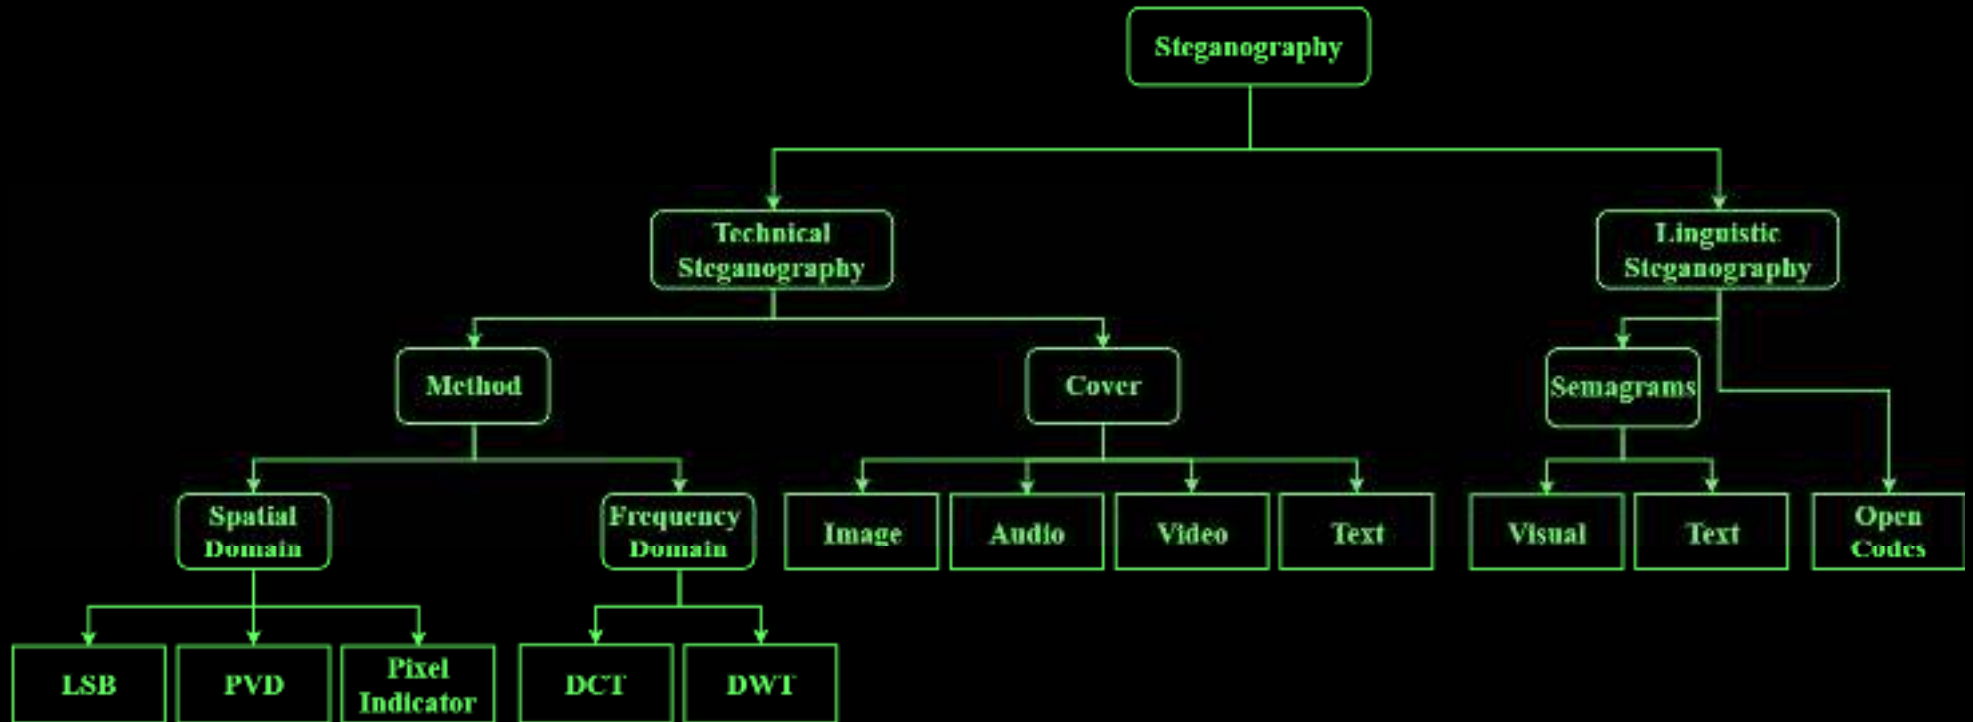 Steganography
Technical
Steganography
Linguistic
Steganography
Method
Cover
Semagrams
Spatial
Domain
Frequency
Domain
Image
Audio
Video
Text
Visual
Text
Open
Codes
LSB
PVD
Pixel
Indicator
DCT
DWT